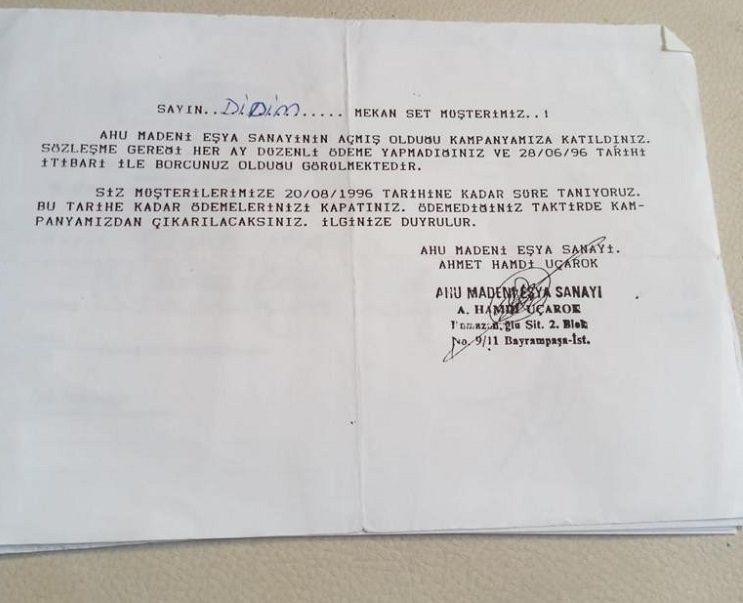 SAYIN..DiDim..... MEKAN SET MÜŞTERİMİZ..!
AHU MADENİ EŞYA SANAYİNİN AÇMIŞ OLDUĞU KAMPANYAMIZA KATILDINIZ.
SÖZLEŞME GEREĞİ HER AY DÜZENLİ ÖDEME YAPMADIĞINIZ VE 28/06/96 TARİHİ
İTİBARİ İLE BORCUNUZ OLDUĞU GÖRÜLMEKTEDİR.
SİZ MÜŞTERİLERİMİZE 20/08/1996 TARİHİNE KADAR SÜRE TANIYORUZ.
BU TARİHE KADAR ÖDEMELERİNİZİ KAPATINIZ. ÖDEMEDİĞİNİZ TAKTİRDE KAM-
PANYAMIZDAN ÇIKARILACAKSINIZ. İLGİNİZE DUYRULUR.
AHU MADENİ EŞYA SANAYİ.
AHMET HAMDİ UÇAROK
AHU MADENİ EŞYA SANAYİ
A. HAMDİ UÇAROK
Sit. 2. Blok
No. 9/11 Bayrampaşa-İst.